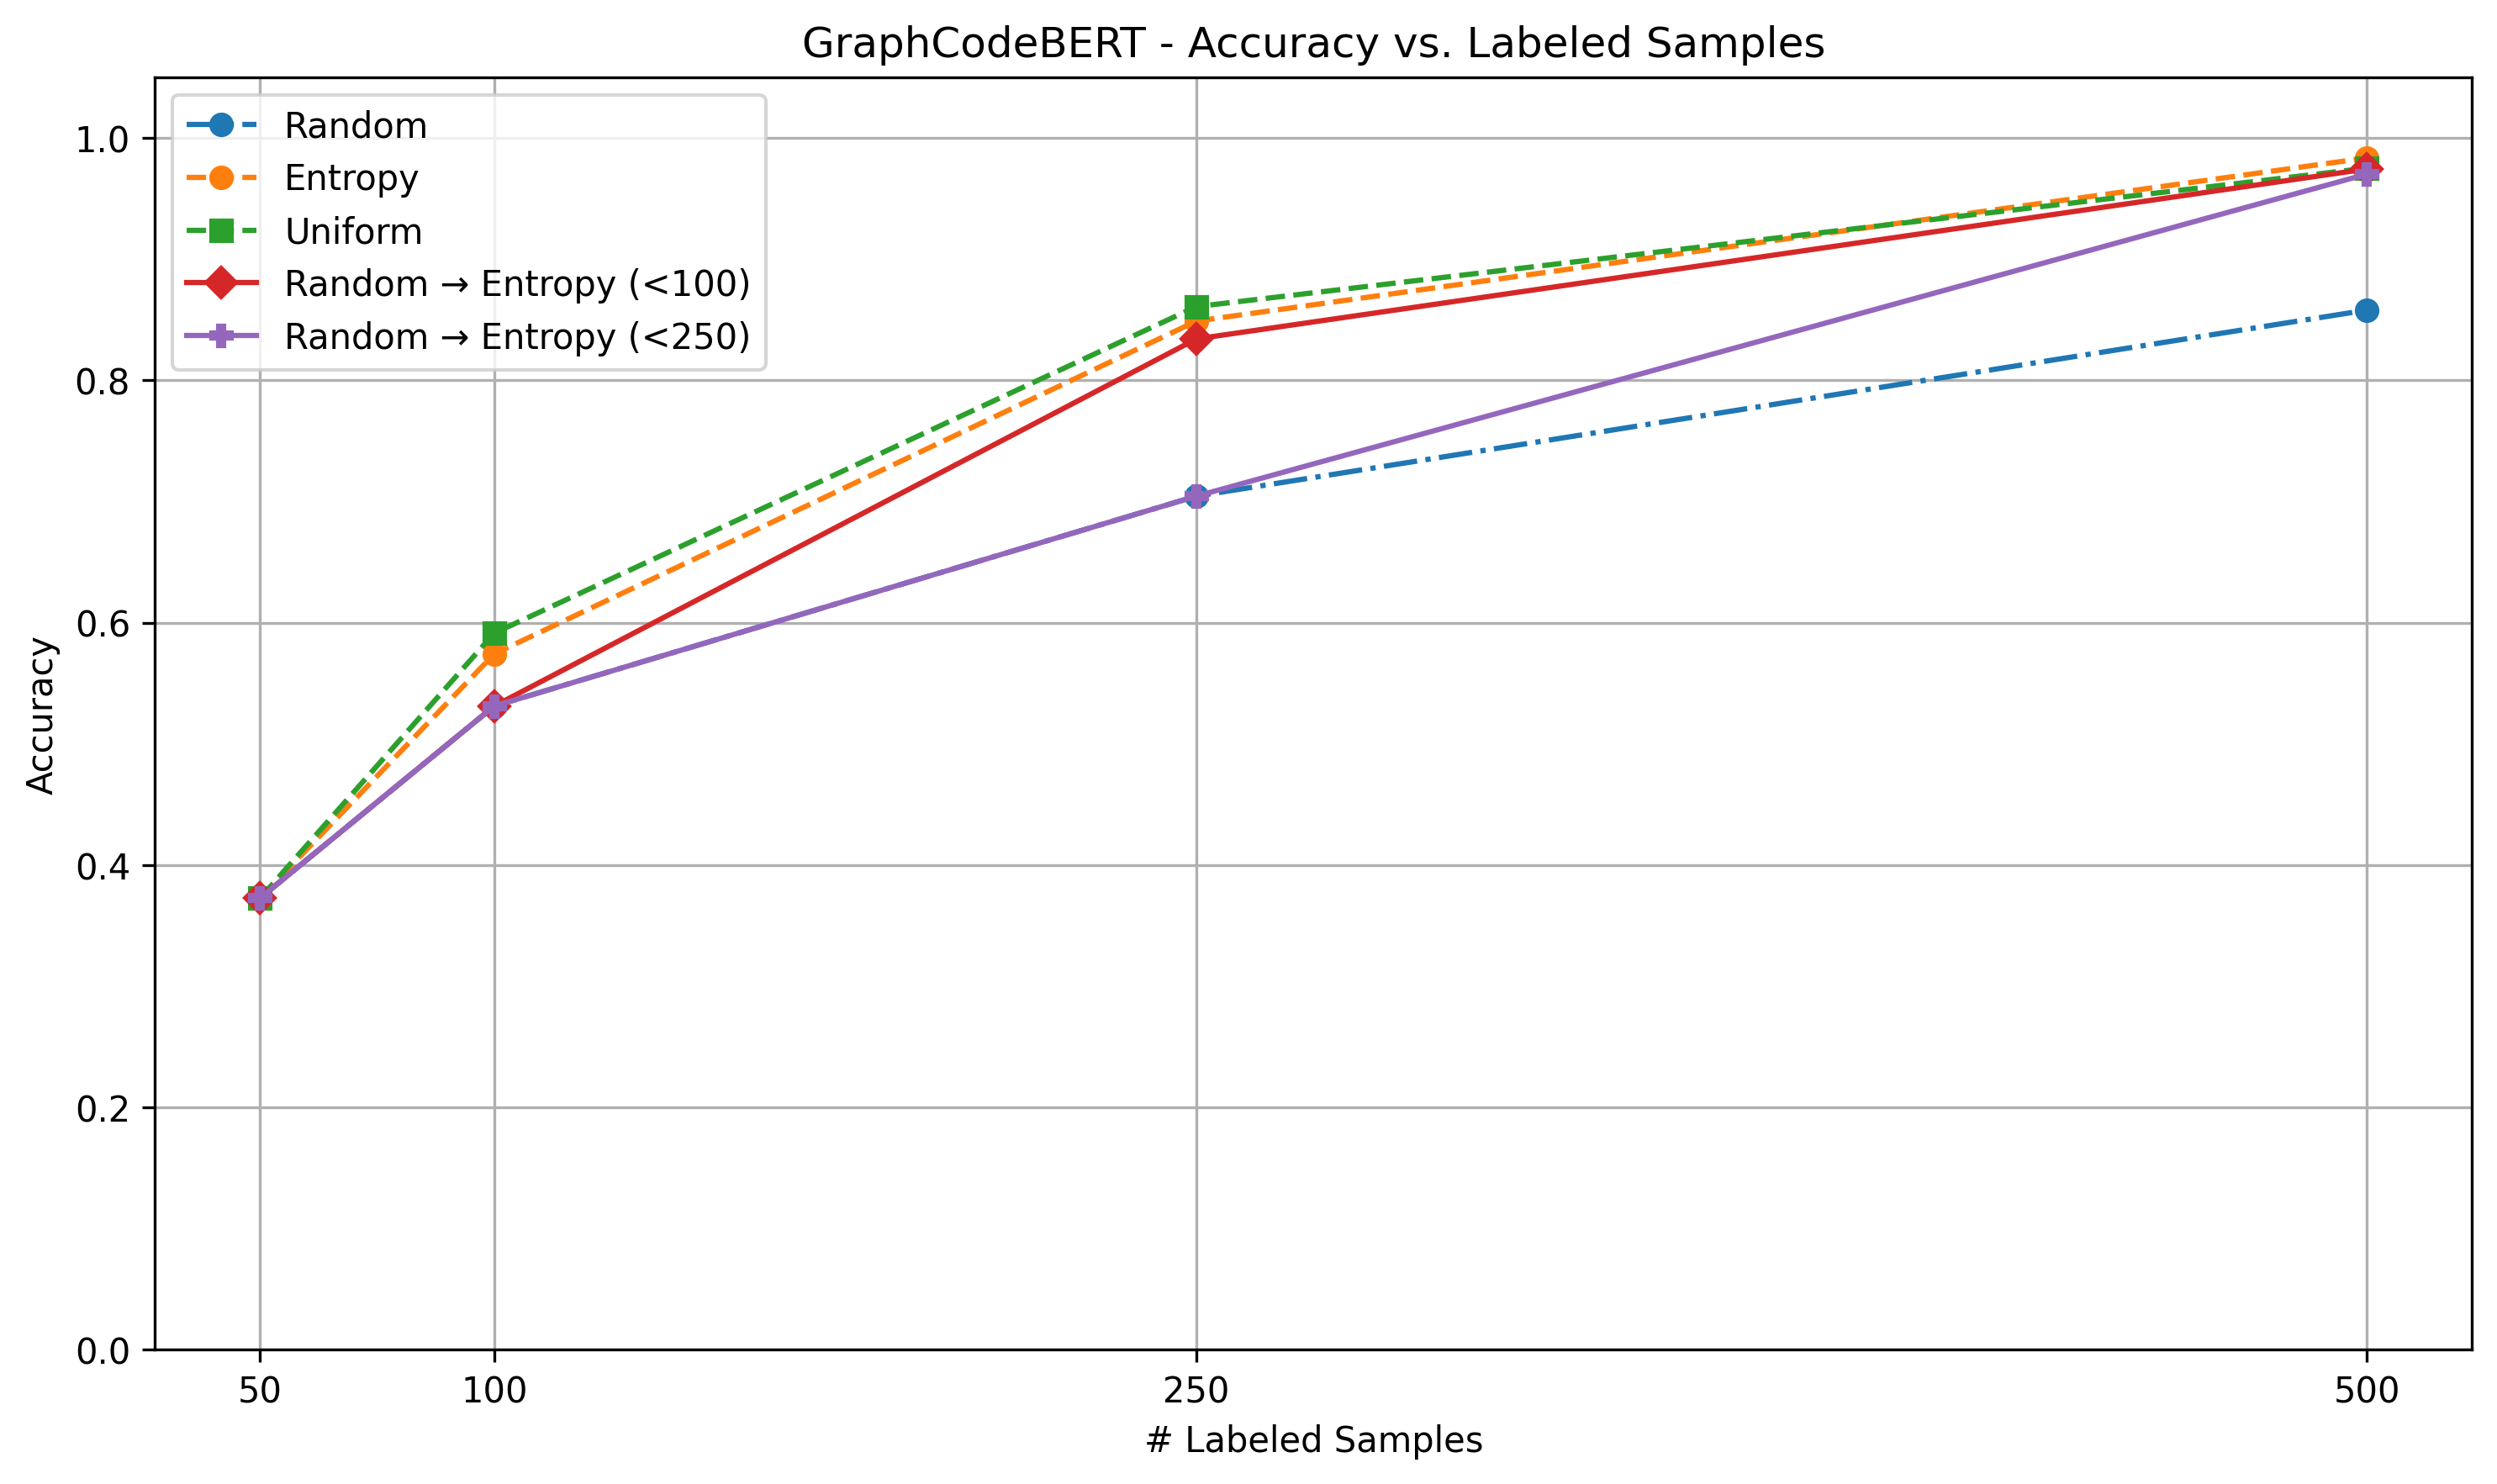 GraphCodeBERT - Accuracy vs. Labeled Samples
Random
Entropy
Uniform
Random → Entropy (<100)
Random → Entropy (<250)
1.0
0.8
0.6
0.4
0.2
0.0
Accuracy
50 100 250 500
# Labeled Samples